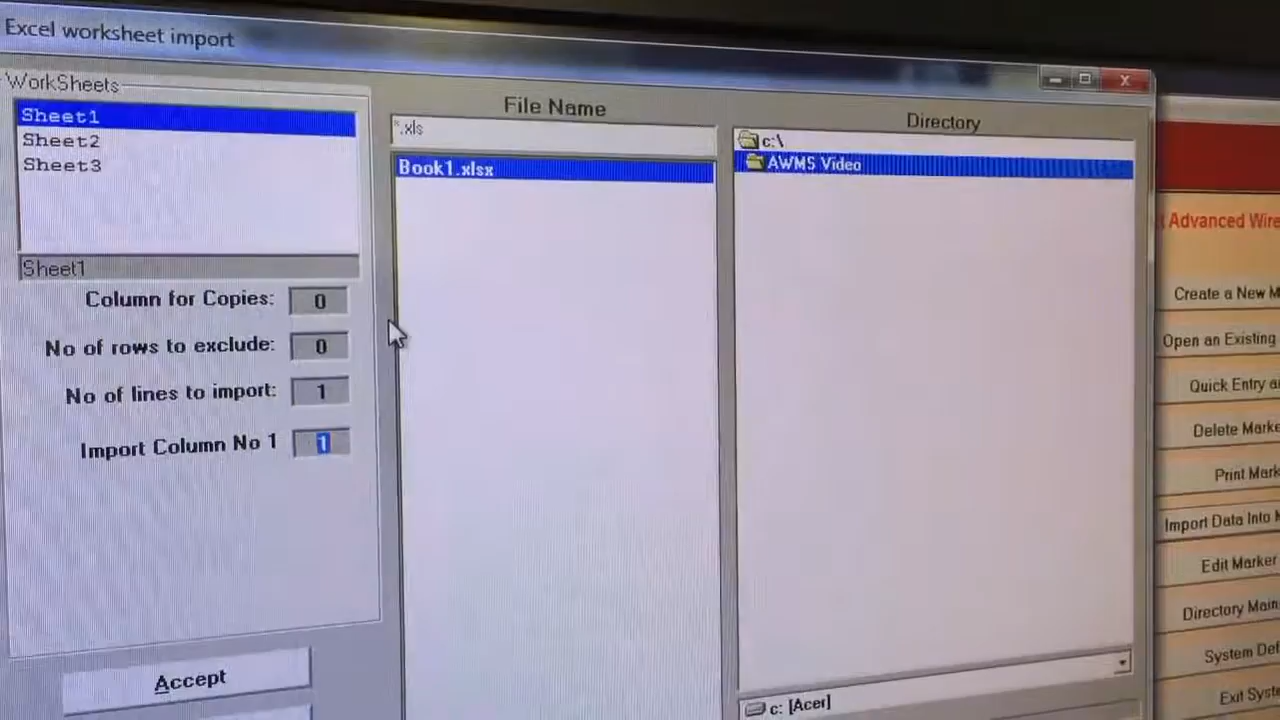 Excel worksheet import
WorkSheets
Sheet1
Sheet2
Sheet3
Sheet1
Column for Copies: 0
No of rows to exclude: 0
No of lines to import: 1
Import Column No 1 1
Accept
File Name
*.xls
Book1.xlsx
Directory
c:\
AWMS Video
c: [Acer]
Advanced Wire
Create a New M
Open an Existing
Quick Entry a
Delete Marke
Print Mark
Import Data Into
Edit Marker
Directory Main
System Def
Exit Syste